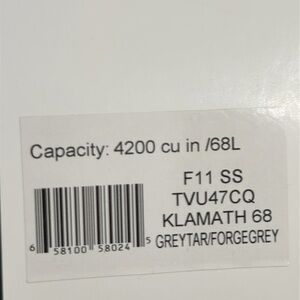 Capacity: 4200 cu in /68L
F11 SS
TVU47CQ
KLAMATH 68
GREYTAR/FORGEGREY
6 58100 58024 5